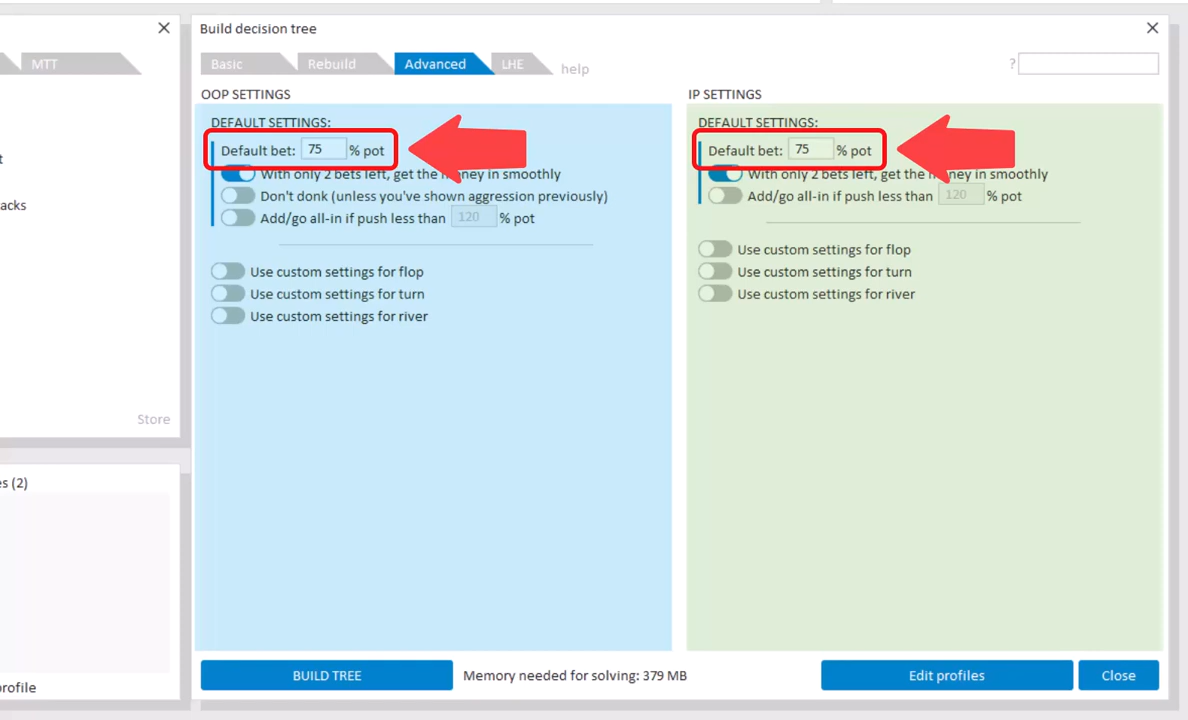 Build decision tree
MTT
Basic
Rebuild
Advanced
LHE
help
?
OOP SETTINGS
DEFAULT SETTINGS:
Default bet: 75 % pot
With only 2 bets left, get the money in smoothly
Don't donk (unless you've shown aggression previously)
Add/go all-in if push less than 120 % pot
Use custom settings for flop
Use custom settings for turn
Use custom settings for river
IP SETTINGS
DEFAULT SETTINGS:
Default bet: 75 % pot
With only 2 bets left, get the money in smoothly
Add/go all-in if push less than 120 % pot
Use custom settings for flop
Use custom settings for turn
Use custom settings for river
t
acks
Store
es (2)
rofile
BUILD TREE
Memory needed for solving: 379 MB
Edit profiles
Close